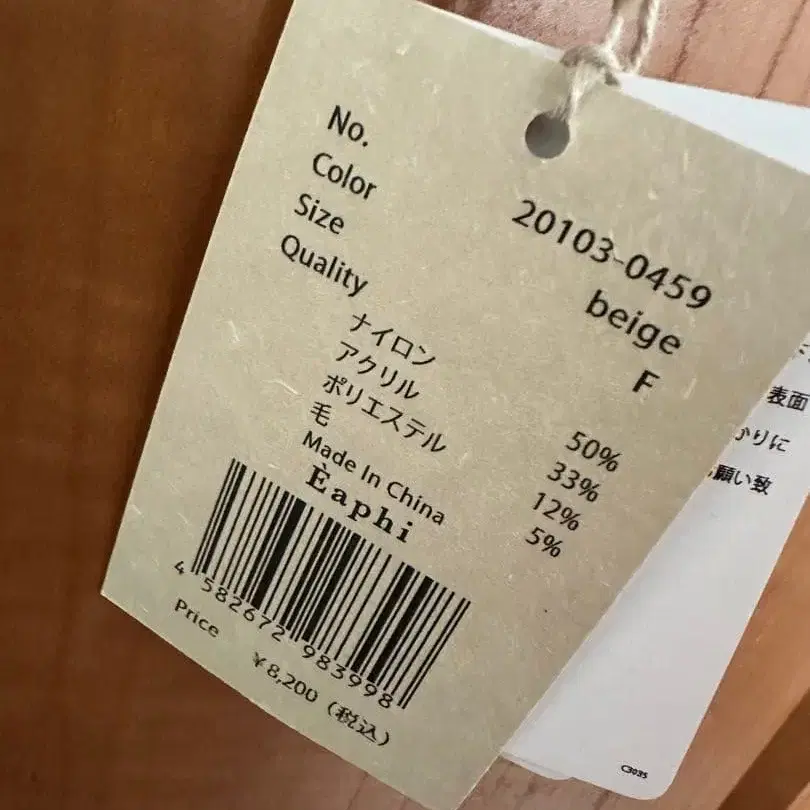 No. 20103-0459
Color beige
Size F
Quality
ナイロン 50%
アクリル 33%
ポリエステル 12%
毛 5%
Made In China
Èaphi
4 582672 983998
Price ¥8,200 (税込)
表面
かりに
願い致
C3035